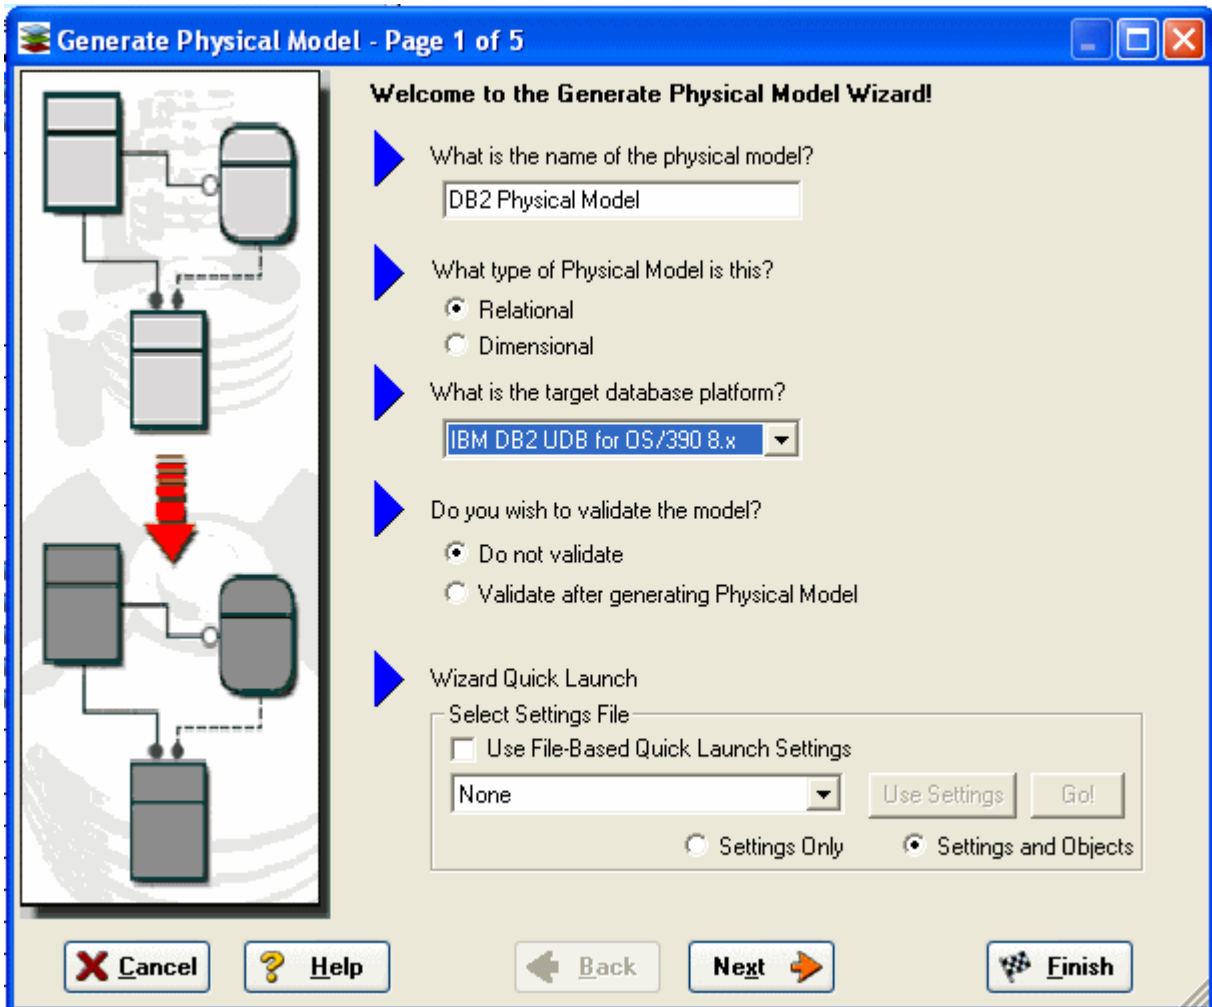 Generate Physical Model - Page 1 of 5
Welcome to the Generate Physical Model Wizard!
What is the name of the physical model?
DB2 Physical Model
What type of Physical Model is this?
Relational
Dimensional
What is the target database platform?
IBM DB2 UDB for OS/390 8.x
Do you wish to validate the model?
Do not validate
Validate after generating Physical Model
Wizard Quick Launch
Select Settings File
Use File-Based Quick Launch Settings
None
Use Settings
Go!
Settings Only
Settings and Objects
Cancel
Help
Back
Next
Finish